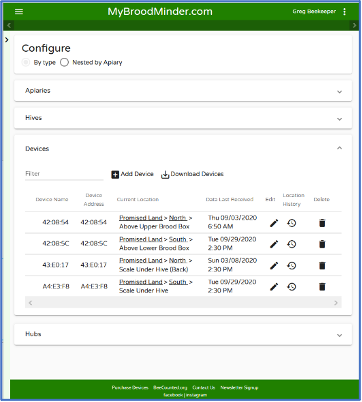 MyBroodMinder.com
Greg Beekeeper
Configure
By type
Nested by Apiary
Apiaries
Hives
Devices
Filter
Add Device
Download Devices
Device Name Device Address Current Location Data Last Received Edit Location History Delete
42:08:54 42:08:54 Promised Land > North > Above Upper Brood Box Thu 09/03/2020 6:50 AM
42:08:5C 42:08:5C Promised Land > South > Above Lower Brood Box Tue 09/29/2020 2:30 PM
43:E0:17 43:E0:17 Promised Land > North > Scale Under Hive (Back) Sun 03/08/2020 2:30 PM
A4:E3:F8 A4:E3:F8 Promised Land > South > Scale Under Hive Tue 09/29/2020 2:30 PM
Hubs
Purchase Devices BeeCounted.org Contact Us Newsletter Signup
facebook | instagram